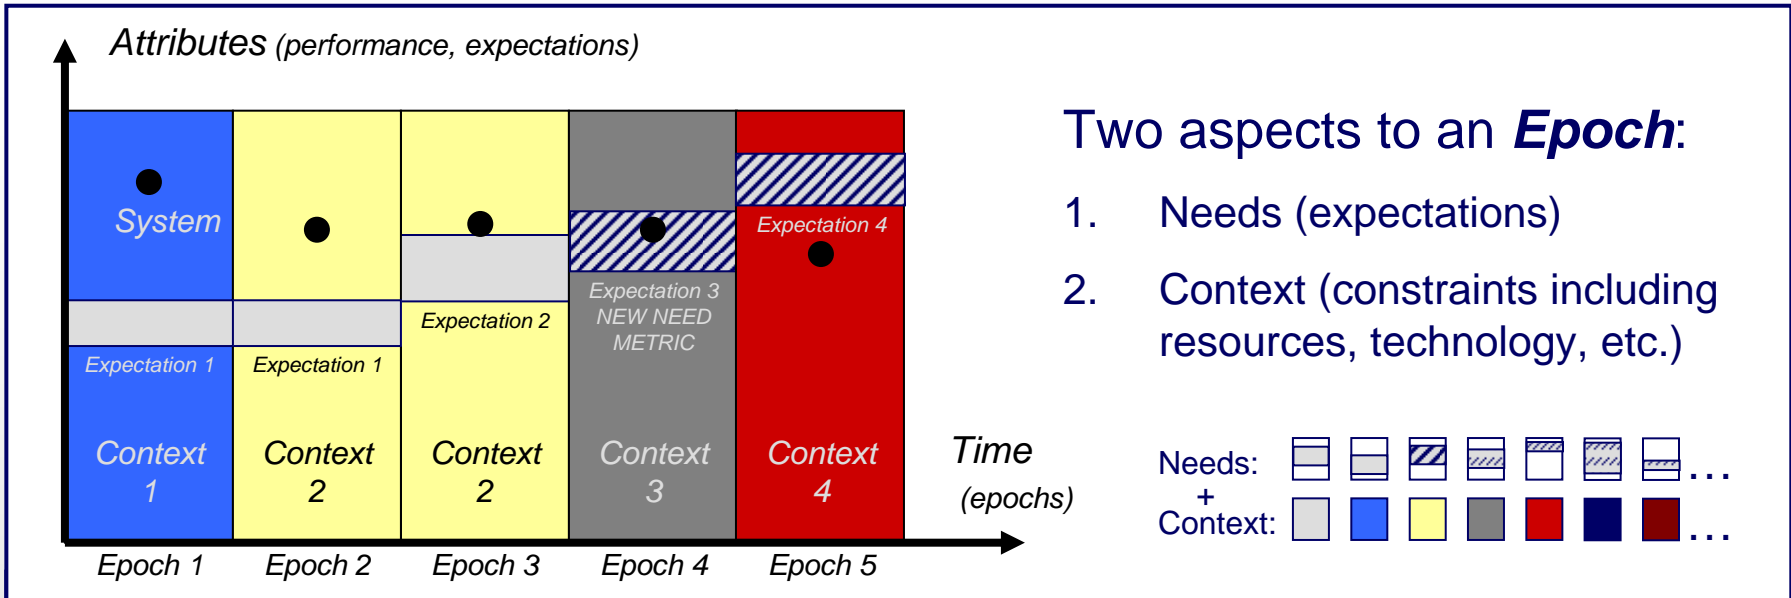 Attributes (performance, expectations)
System
Expectation 1
Expectation 1
Expectation 2
Expectation 3
NEW NEED
METRIC
Expectation 4
Context
1
Context
2
Context
2
Context
3
Context
4
Time
(epochs)
Epoch 1
Epoch 2
Epoch 3
Epoch 4
Epoch 5
Two aspects to an Epoch:
1. Needs (expectations)
2. Context (constraints including
resources, technology, etc.)
Needs: ...
+
Context: ...